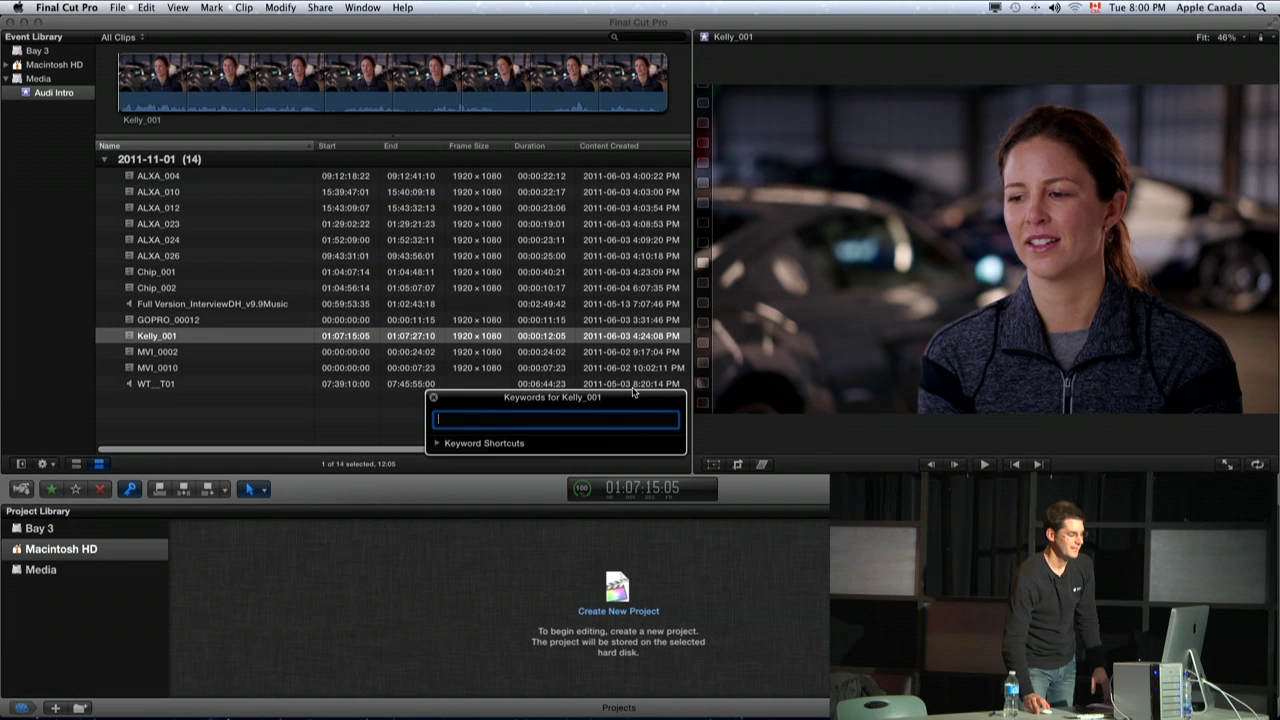 Final Cut Pro File Edit View Mark Clip Modify Share Window Help Tue 8:00 PM Apple Canada
Final Cut Pro
Event Library
All Clips
Bay 3
Macintosh HD
Media
Audi Intro
Kelly_001
Kelly_001
Fit: 46%
Name Start End Frame Size Duration Content Created
2011-11-01 (14)
ALXA_004 09:12:18:22 09:12:41:10 1920 × 1080 00:00:22:12 2011-06-03 4:00:22 PM
ALXA_010 15:39:47:01 15:40:09:18 1920 × 1080 00:00:22:17 2011-06-03 4:03:00 PM
ALXA_012 15:43:09:07 15:43:32:13 1920 × 1080 00:00:23:06 2011-06-03 4:03:54 PM
ALXA_023 01:29:02:22 01:29:21:23 1920 × 1080 00:00:19:01 2011-06-03 4:08:53 PM
ALXA_024 01:52:09:00 01:52:32:11 1920 × 1080 00:00:23:11 2011-06-03 4:09:20 PM
ALXA_026 09:43:31:01 09:43:56:01 1920 × 1080 00:00:25:00 2011-06-03 4:10:18 PM
Chip_001 01:04:07:14 01:04:48:11 1920 × 1080 00:00:40:21 2011-06-03 4:23:09 PM
Chip_002 01:04:56:14 01:05:07:07 1920 × 1080 00:00:10:17 2011-06-04 6:07:35 PM
Full Version_InterviewDH_v9.9Music 00:59:53:35 01:02:43:18 00:02:49:42 2011-05-13 7:07:46 PM
GOPRO_00012 00:00:00:00 00:00:11:15 1920 × 1080 00:00:11:15 2011-06-03 3:31:46 PM
Kelly_001 01:07:15:05 01:07:27:10 1920 × 1080 00:00:12:05 2011-06-03 4:24:08 PM
MVI_0002 00:00:00:00 00:00:24:02 1920 × 1080 00:00:24:02 2011-06-02 9:17:04 PM
MVI_0010 00:00:00:00 00:00:07:23 1920 × 1080 00:00:07:23 2011-06-02 10:02:11 PM
WT__T01 07:39:10:00 07:45:55:00 00:06:44:23 2011-05-03 8:20:14 PM
Keywords for Kelly_001
Keyword Shortcuts
1 of 14 selected, 12:05
100 01:07:15:05
Project Library
Bay 3
Macintosh HD
Media
Create New Project
To begin editing, create a new project.
The project will be stored on the selected
hard disk.
Projects